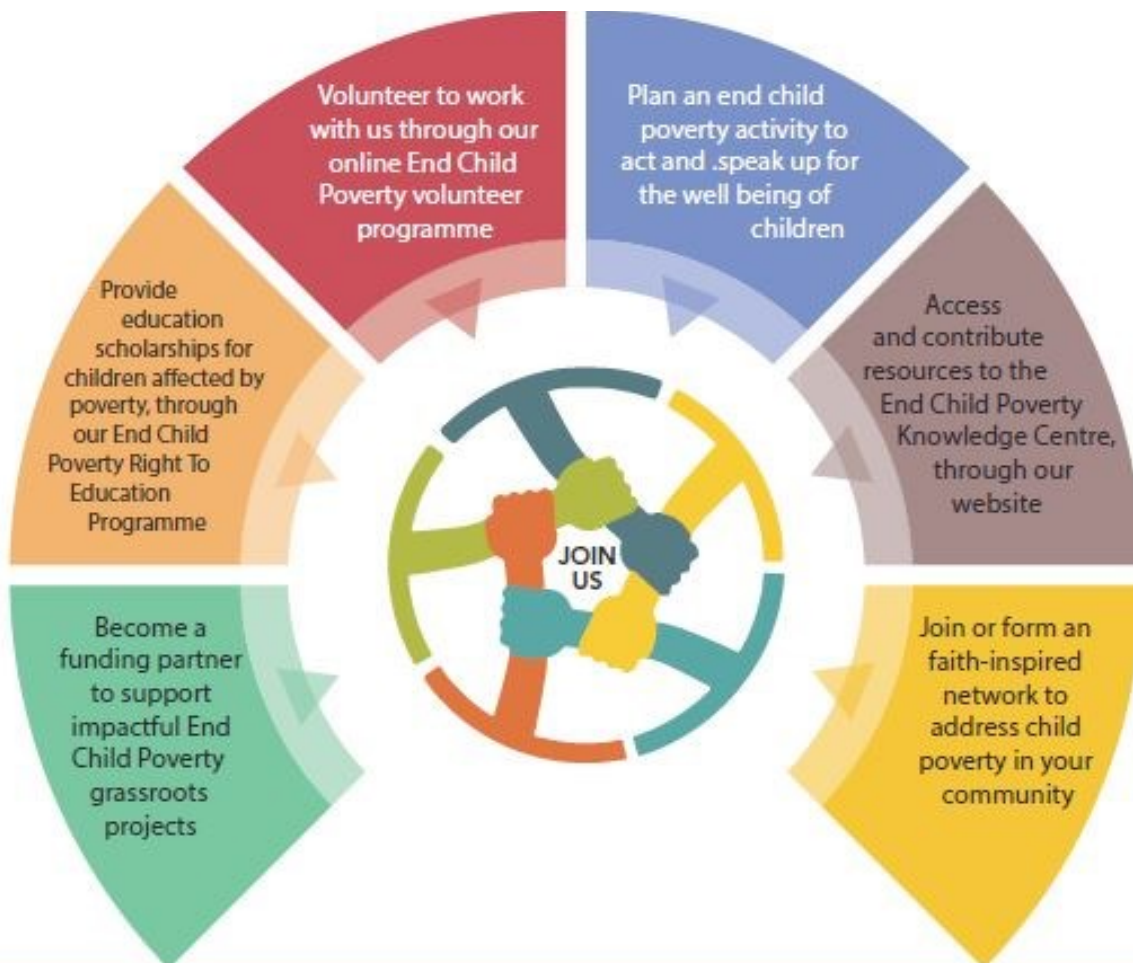 Volunteer to work
with us through our
online End Child
Poverty volunteer
programme
Plan an end child
poverty activity to
act and .speak up for
the well being of
children
Provide
education
scholarships for
children affected by
poverty, through
our End Child
Poverty Right To
Education
Programme
Access
and contribute
resources to the
End Child Poverty
Knowledge Centre,
through our
website
JOIN
US
Become a
funding partner
to support
impactful End
Child Poverty
grassroots
projects
Join or form an
faith-inspired
network to
address child
poverty in your
community